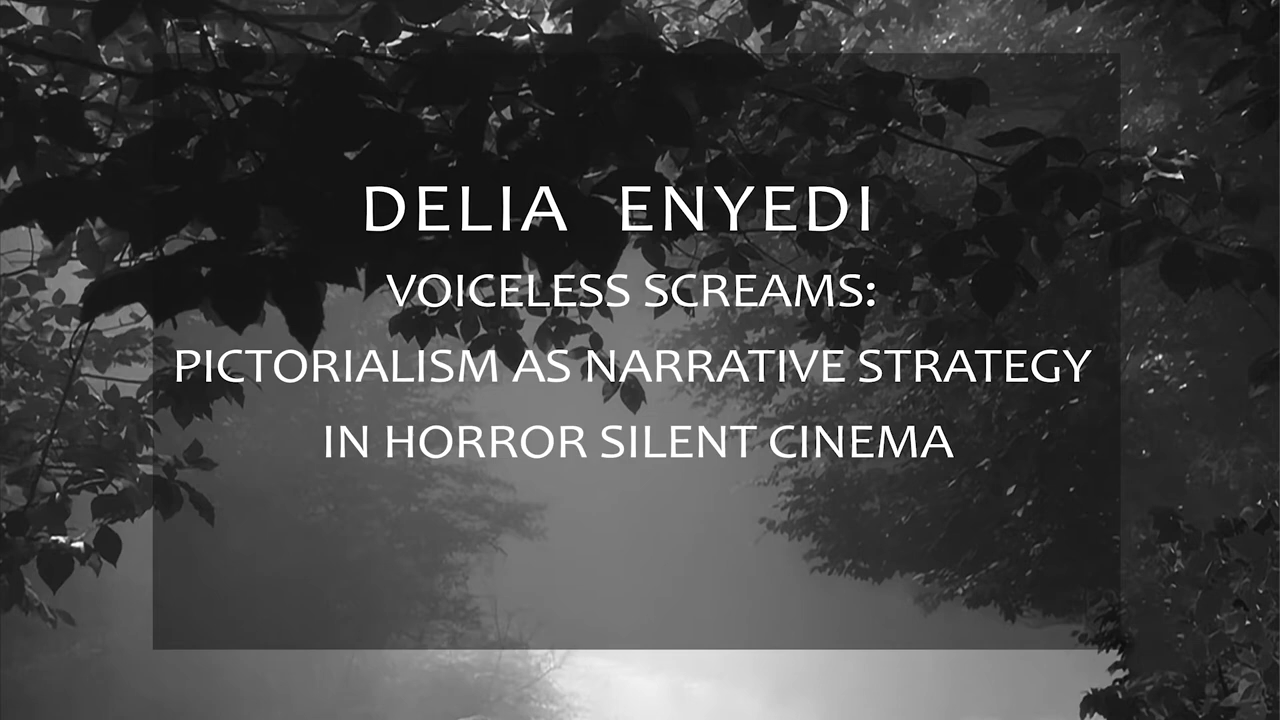 DELIA ENYEDI
VOICELESS SCREAMS:
PICTORIALISM AS NARRATIVE STRATEGY
IN HORROR SILENT CINEMA